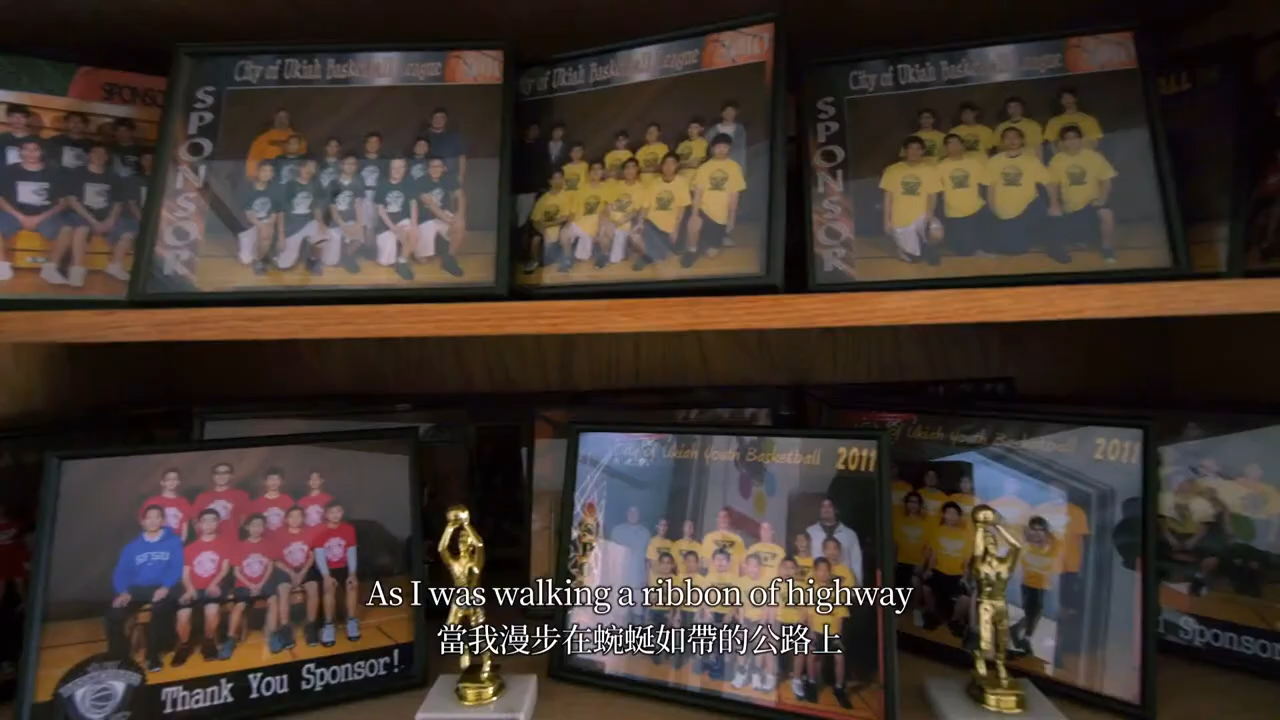 SPONSO
City of Ukiah Basketball League
SPONSOR
City of Ukiah Basketball League
City of Ukiah Basketball League
SPONSOR
Thank You Sponsor!
City of Ukiah Youth Basketball 2011
Ukiah Youth Basketball 2011
Sponsor
As I was walking a ribbon of highway
當我漫步在蜿蜒如帶的公路上